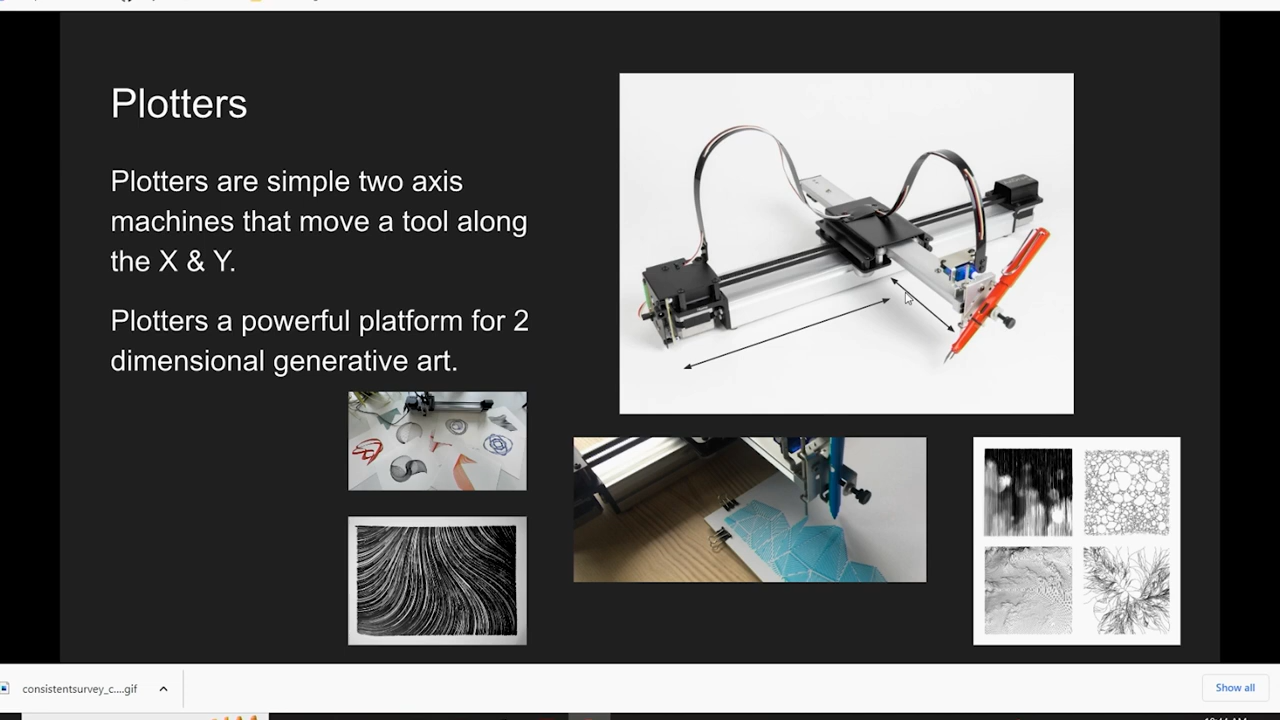 Plotters
Plotters are simple two axis
machines that move a tool along
the X & Y.
Plotters a powerful platform for 2
dimensional generative art.
consistentsurvey_c....gif
Show all